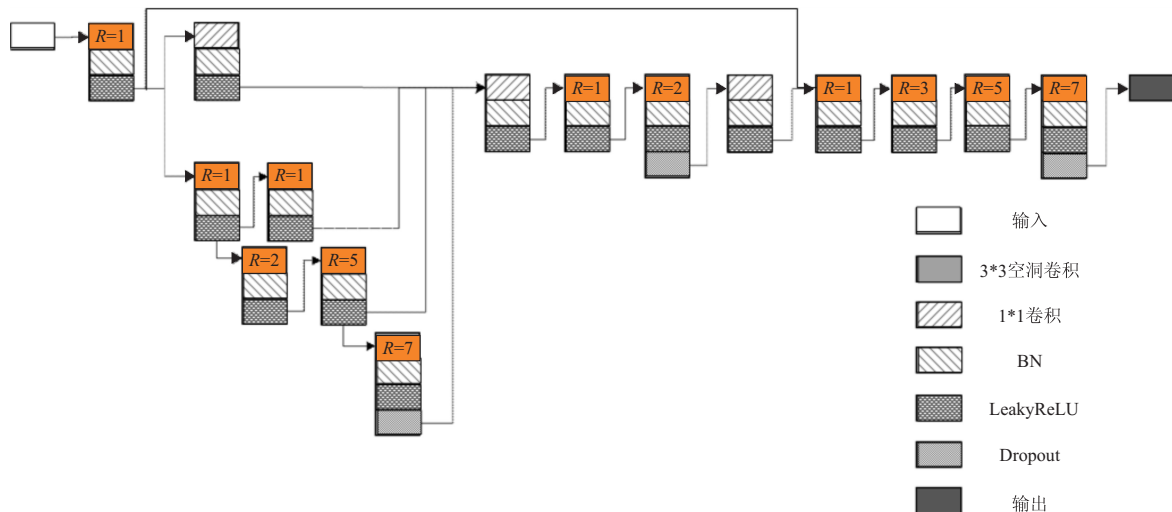 R=1
R=1
R=2
R=1
R=3
R=5
R=7
R=1
R=1
R=2
R=5
R=7
输入
3*3空洞卷积
1*1卷积
BN
LeakyReLU
Dropout
输出